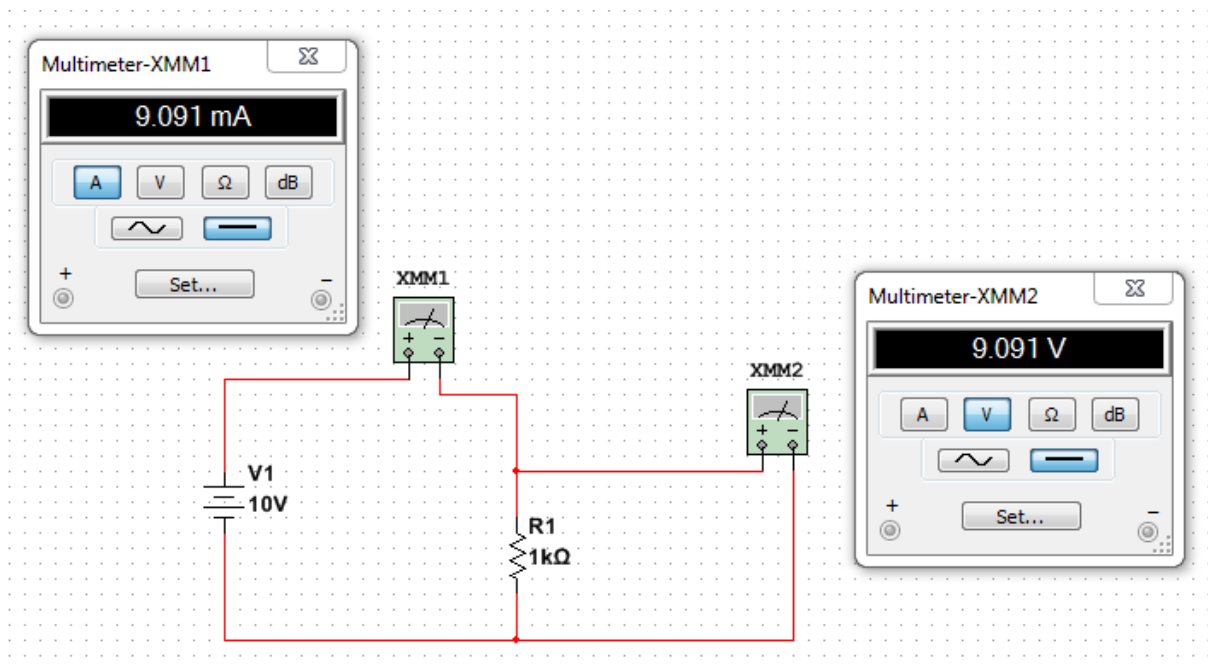 Multimeter-XMM1
9.091 mA
A V Ω dB
+ Set... −
XMM1
+ −
V1
10V
R1
1kΩ
XMM2
+ −
Multimeter-XMM2
9.091 V
A V Ω dB
+ Set... −